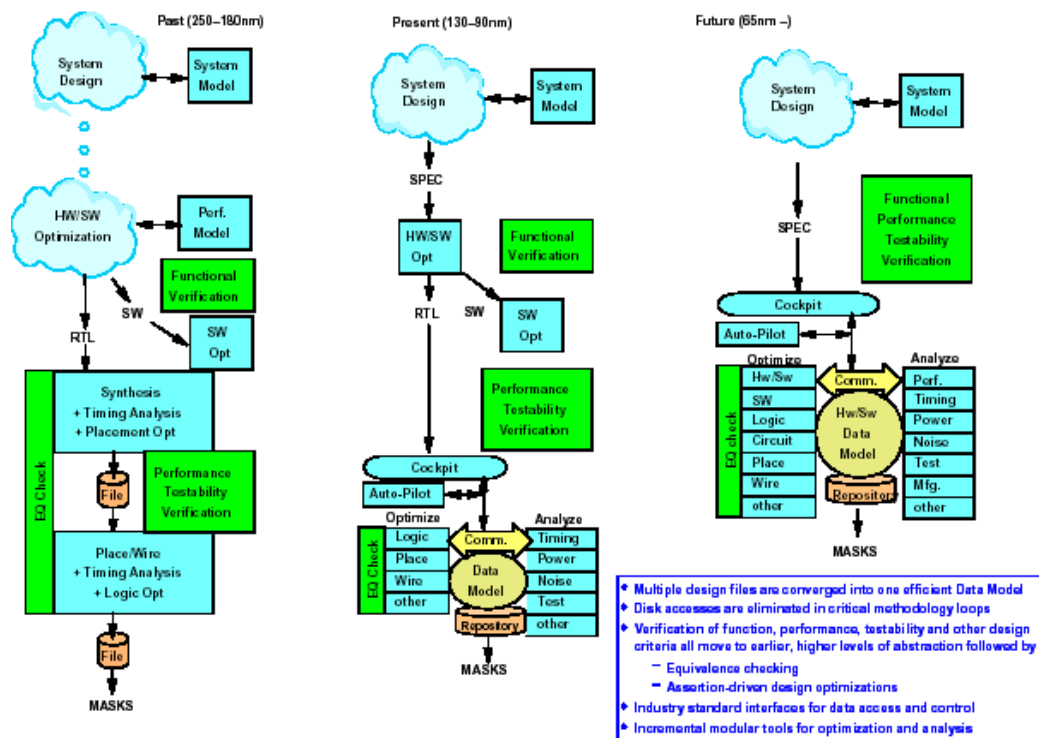 Past (250–180nm)
System
Design
System
Model
HW/SW
Optimization
Perf.
Model
Functional
Verification
SW
RTL
SW
Opt
EQ Check
Synthesis
+ Timing Analysis
+ Placement Opt
File
Performance
Testability
Verification
Place/Wire
+ Timing Analysis
+ Logic Opt
File
MASKS
Present (130–90nm)
System
Design
System
Model
SPEC
HW/SW
Opt
Functional
Verification
RTL
SW
SW
Opt
Performance
Testability
Verification
Cockpit
Auto-Pilot
Optimize
Analyze
EQ Check
Logic
Place
Wire
other
Comm.
Data
Model
Repository
Timing
Power
Noise
Test
other
MASKS
Future (65nm –)
System
Design
System
Model
SPEC
Functional
Performance
Testability
Verification
Cockpit
Auto-Pilot
Optimize
Analyze
EQ check
Hw/Sw
SW
Logic
Circuit
Place
Wire
other
Comm.
Hw/Sw
Data
Model
Repository
Perf.
Timing
Power
Noise
Test
Mfg.
other
MASKS
• Multiple design files are converged into one efficient Data Model
• Disk accesses are eliminated in critical methodology loops
• Verification of function, performance, testability and other design
criteria all move to earlier, higher levels of abstraction followed by
– Equivalence checking
– Assertion-driven design optimizations
• Industry standard interfaces for data access and control
• Incremental modular tools for optimization and analysis